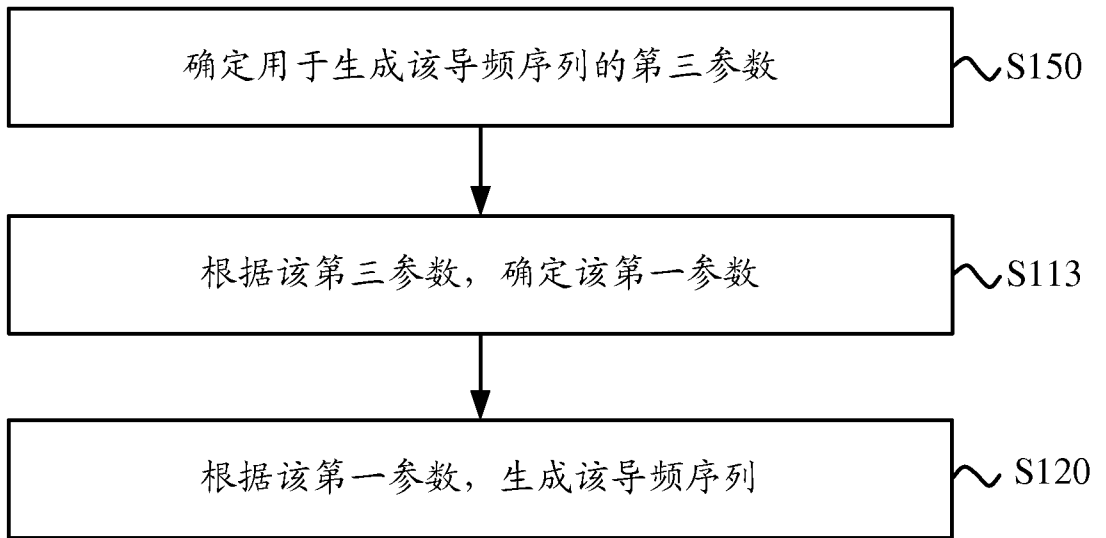 确定用于生成该导频序列的第三参数
S150
根据该第三参数，确定该第一参数
S113
根据该第一参数，生成该导频序列
S120